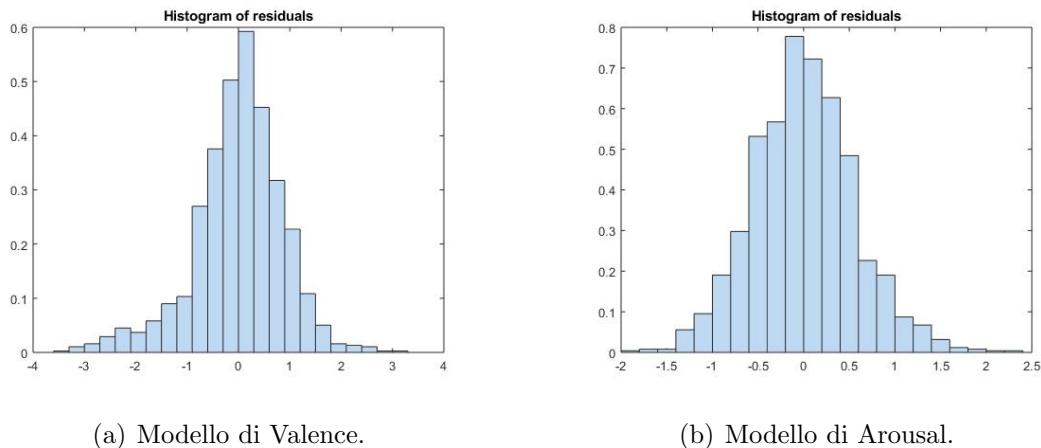 Histogram of residuals
0.6
0.5
0.4
0.3
0.2
0.1
0
-4 -3 -2 -1 0 1 2 3 4
(a) Modello di Valence.
Histogram of residuals
0.8
0.7
0.6
0.5
0.4
0.3
0.2
0.1
0
-2 -1.5 -1 -0.5 0 0.5 1 1.5 2 2.5
(b) Modello di Arousal.